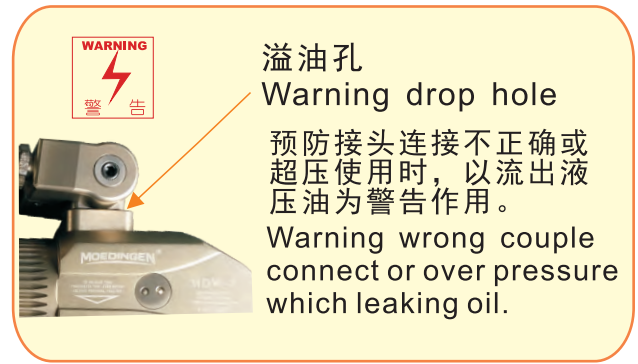 WARNING
警 告
溢油孔
Warning drop hole
预防接头连接不正确或
超压使用时，以流出液
压油为警告作用。
Warning wrong couple
connect or over pressure
which leaking oil.
MOEDINGEN